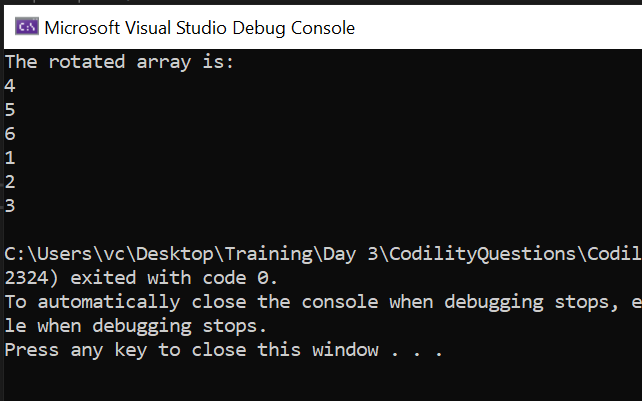 Microsoft Visual Studio Debug Console
The rotated array is:
4
5
6
1
2
3
C:\Users\vc\Desktop\Training\Day 3\CodilityQuestions\Codil
2324) exited with code 0.
To automatically close the console when debugging stops, e
le when debugging stops.
Press any key to close this window . . .